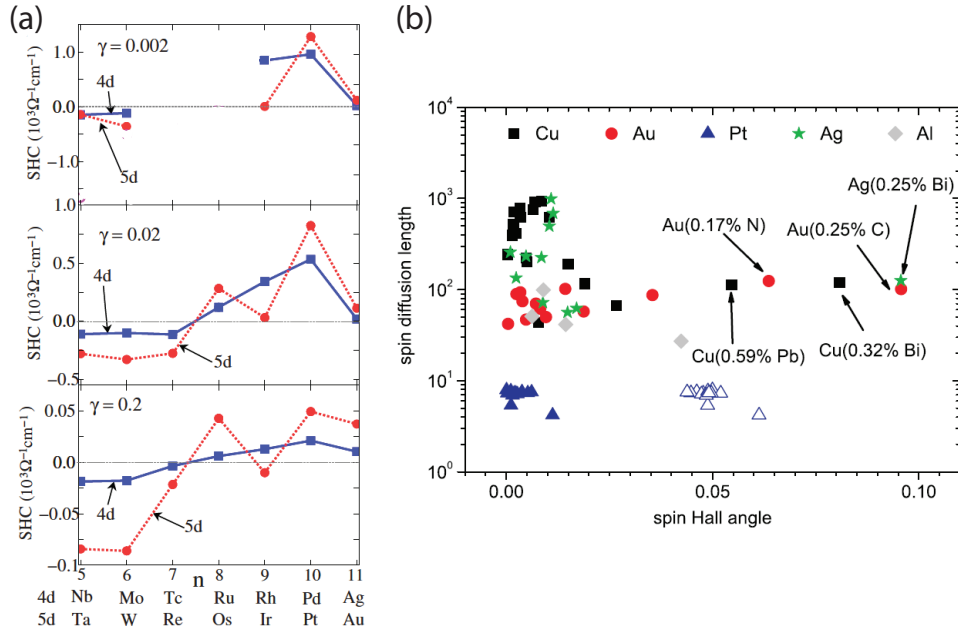 (a)
γ = 0.002
1.0
0.0
-1.0
SHC (10³Ω⁻¹cm⁻¹)
4d
5d
γ = 0.02
1.0
0.5
0.0
-0.5
SHC (10³Ω⁻¹cm⁻¹)
4d
5d
γ = 0.2
0.05
0.0
-0.05
-0.1
SHC (10³Ω⁻¹cm⁻¹)
4d
5d
5 6 7 n 8 9 10 11
4d Nb Mo Tc Ru Rh Pd Ag
5d Ta W Re Os Ir Pt Au
(b)
10⁴
10³
10²
10¹
10⁰
spin diffusion length
Cu Au Pt Ag Al
Ag(0.25% Bi)
Au(0.17% N)
Au(0.25% C)
Cu(0.59% Pb)
Cu(0.32% Bi)
0.00 0.05 0.10
spin Hall angle